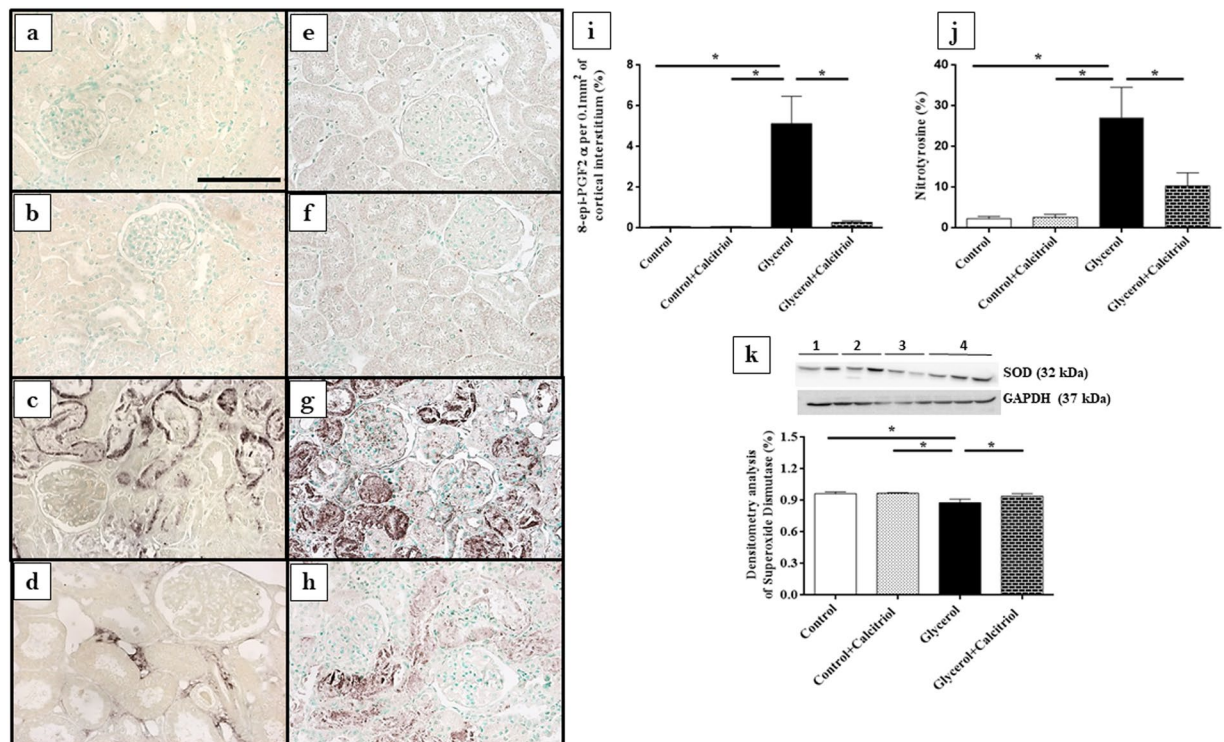 a
b
c
d
e
f
g
h
i
8-epi-PGF2 α per 0.1mm² of
cortical interstitium (%)
8
6
4
2
0
* * *
Control
Control+Calcitriol
Glycerol
Glycerol+Calcitriol
j
Nitrotyrosine (%)
40
30
20
10
0
* * *
Control
Control+Calcitriol
Glycerol
Glycerol+Calcitriol
k
1 2 3 4
SOD (32 kDa)
GAPDH (37 kDa)
Densitometry analysis
of Superoxide Dismutase (%)
1.5
1.2
0.9
0.6
0.3
0.0
* * *
Control
Control+Calcitriol
Glycerol
Glycerol+Calcitriol